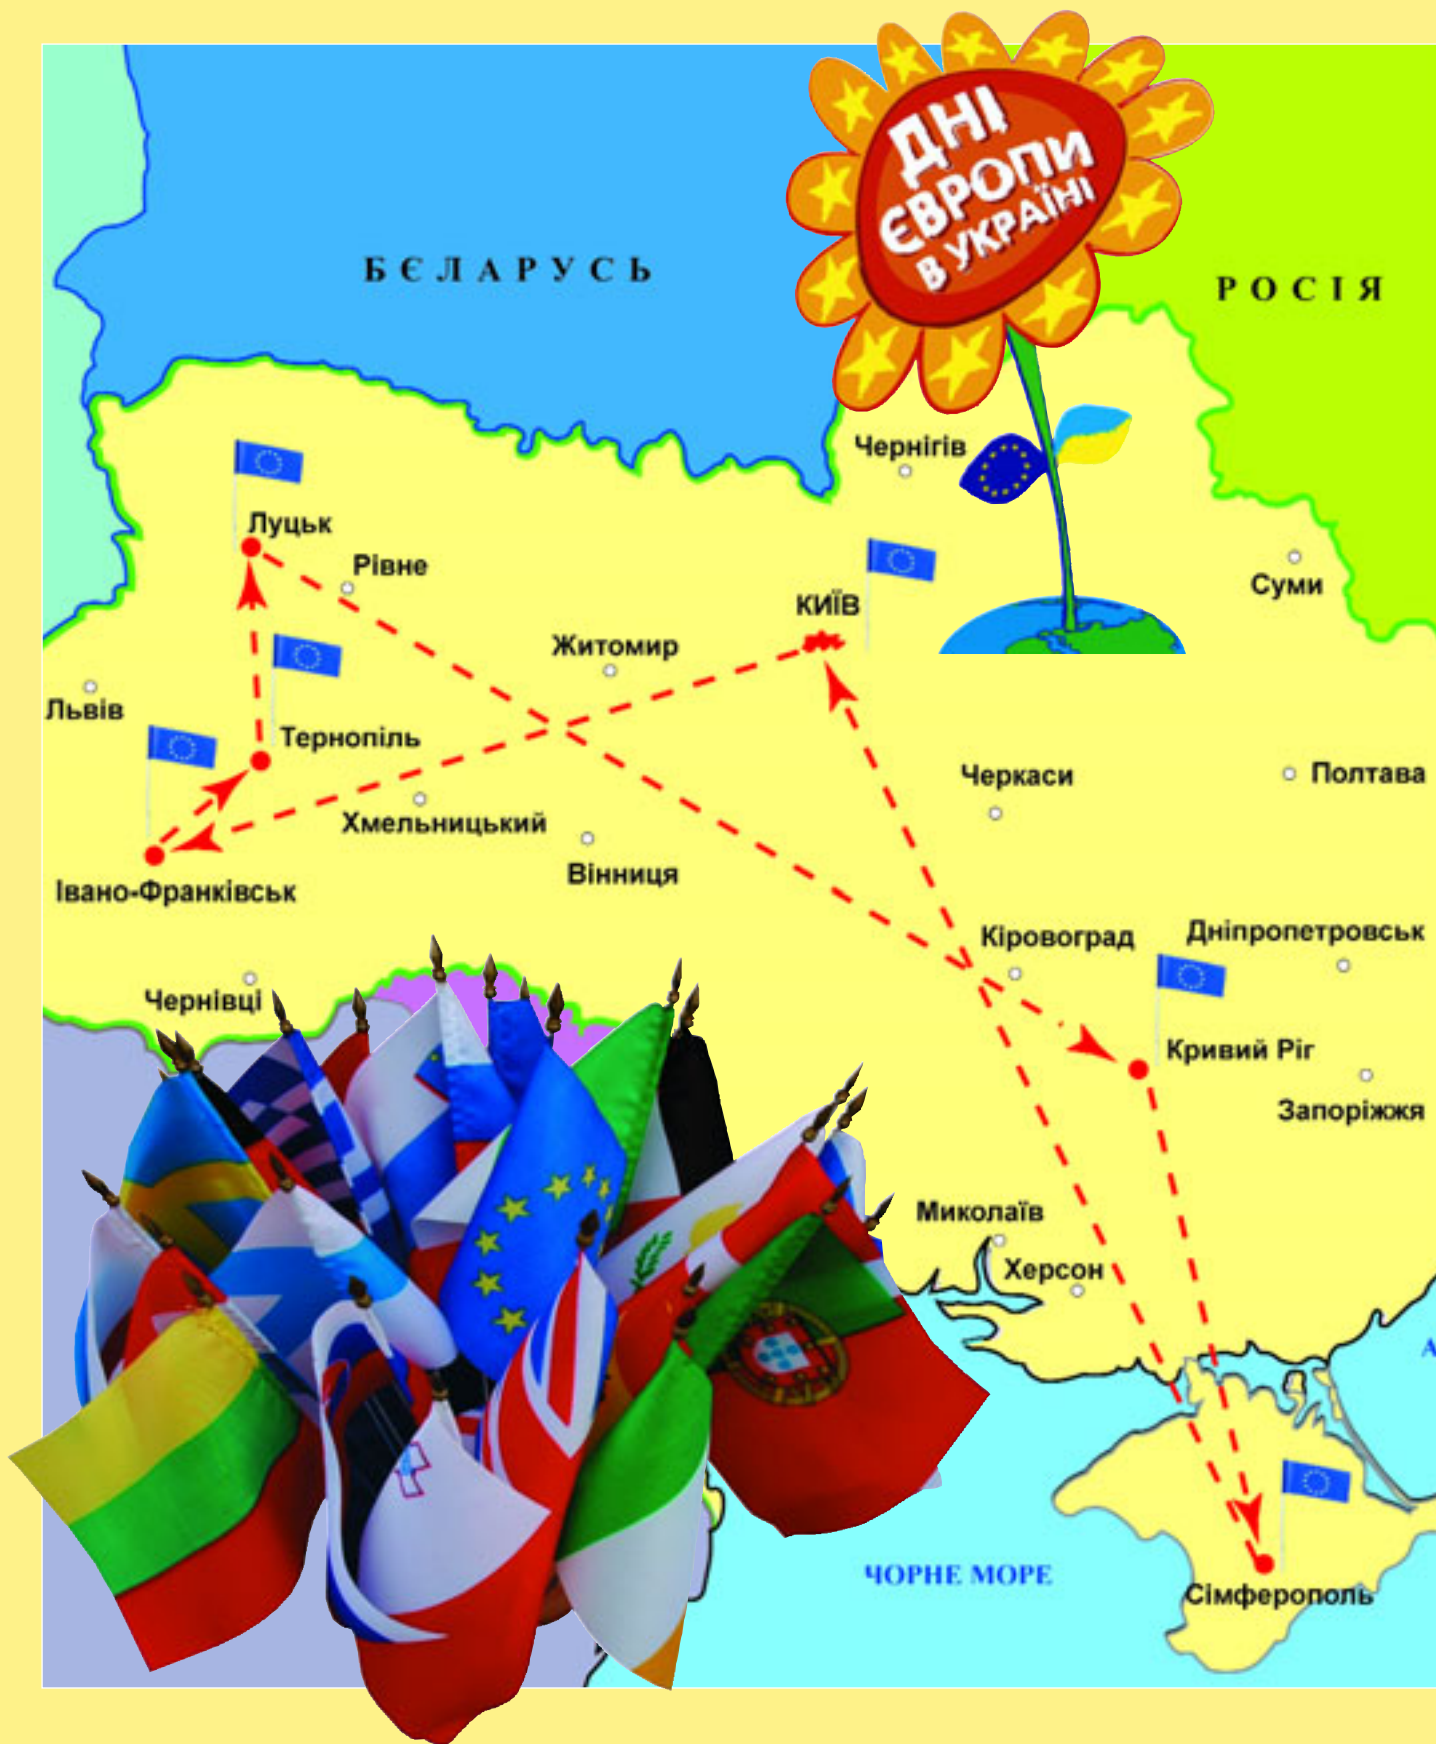 ДНІ
ЄВРОПИ
В УКРАЇНІ
БЄЛАРУСЬ
РОСІЯ
Чернігів
Луцьк
Рівне
Суми
КИЇВ
Житомир
Львів
Тернопіль
Черкаси
Полтава
Хмельницький
Вінниця
Івано-Франківськ
Кіровоград
Дніпропетровськ
Чернівці
Кривий Ріг
Запоріжжя
Миколаїв
Херсон
ЧОРНЕ МОРЕ
Сімферополь